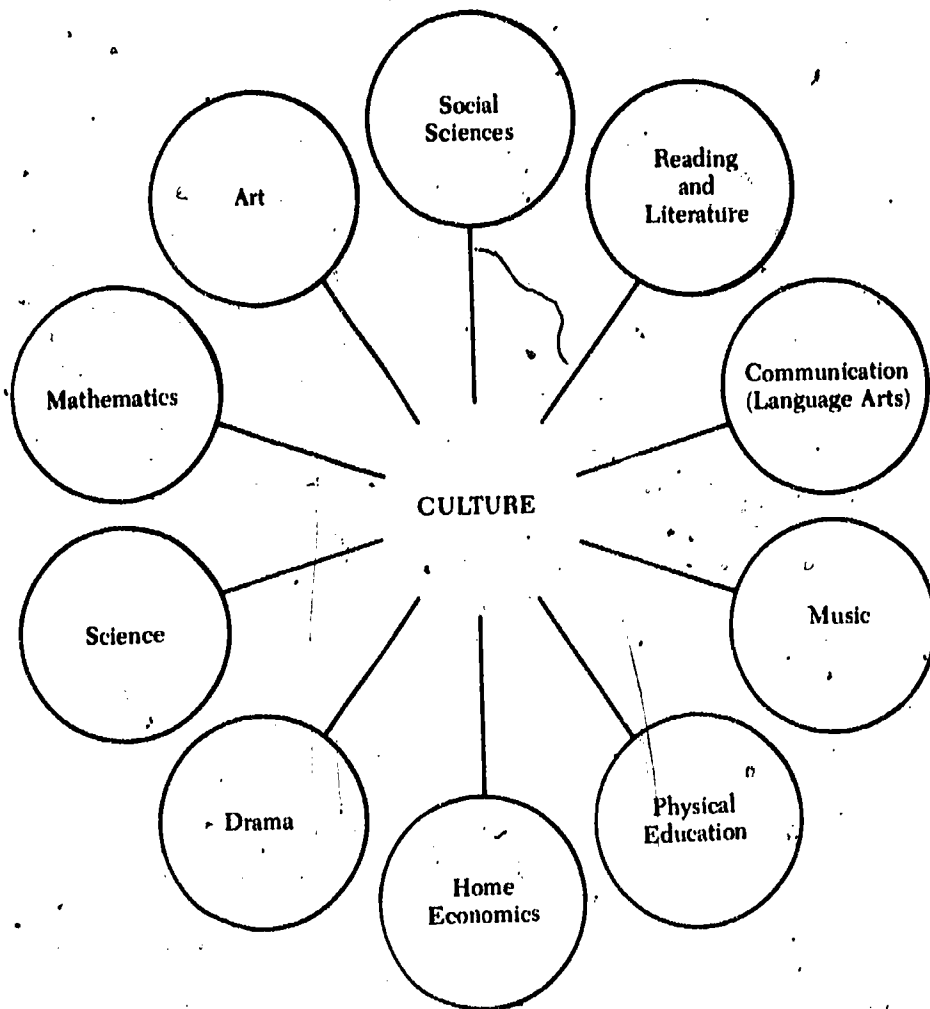 Social
Sciences
Reading
and
Literature
Art
Communication
(Language Arts)
Mathematics
CULTURE
Music
Science
Physical
Education
Drama
Home
Economics